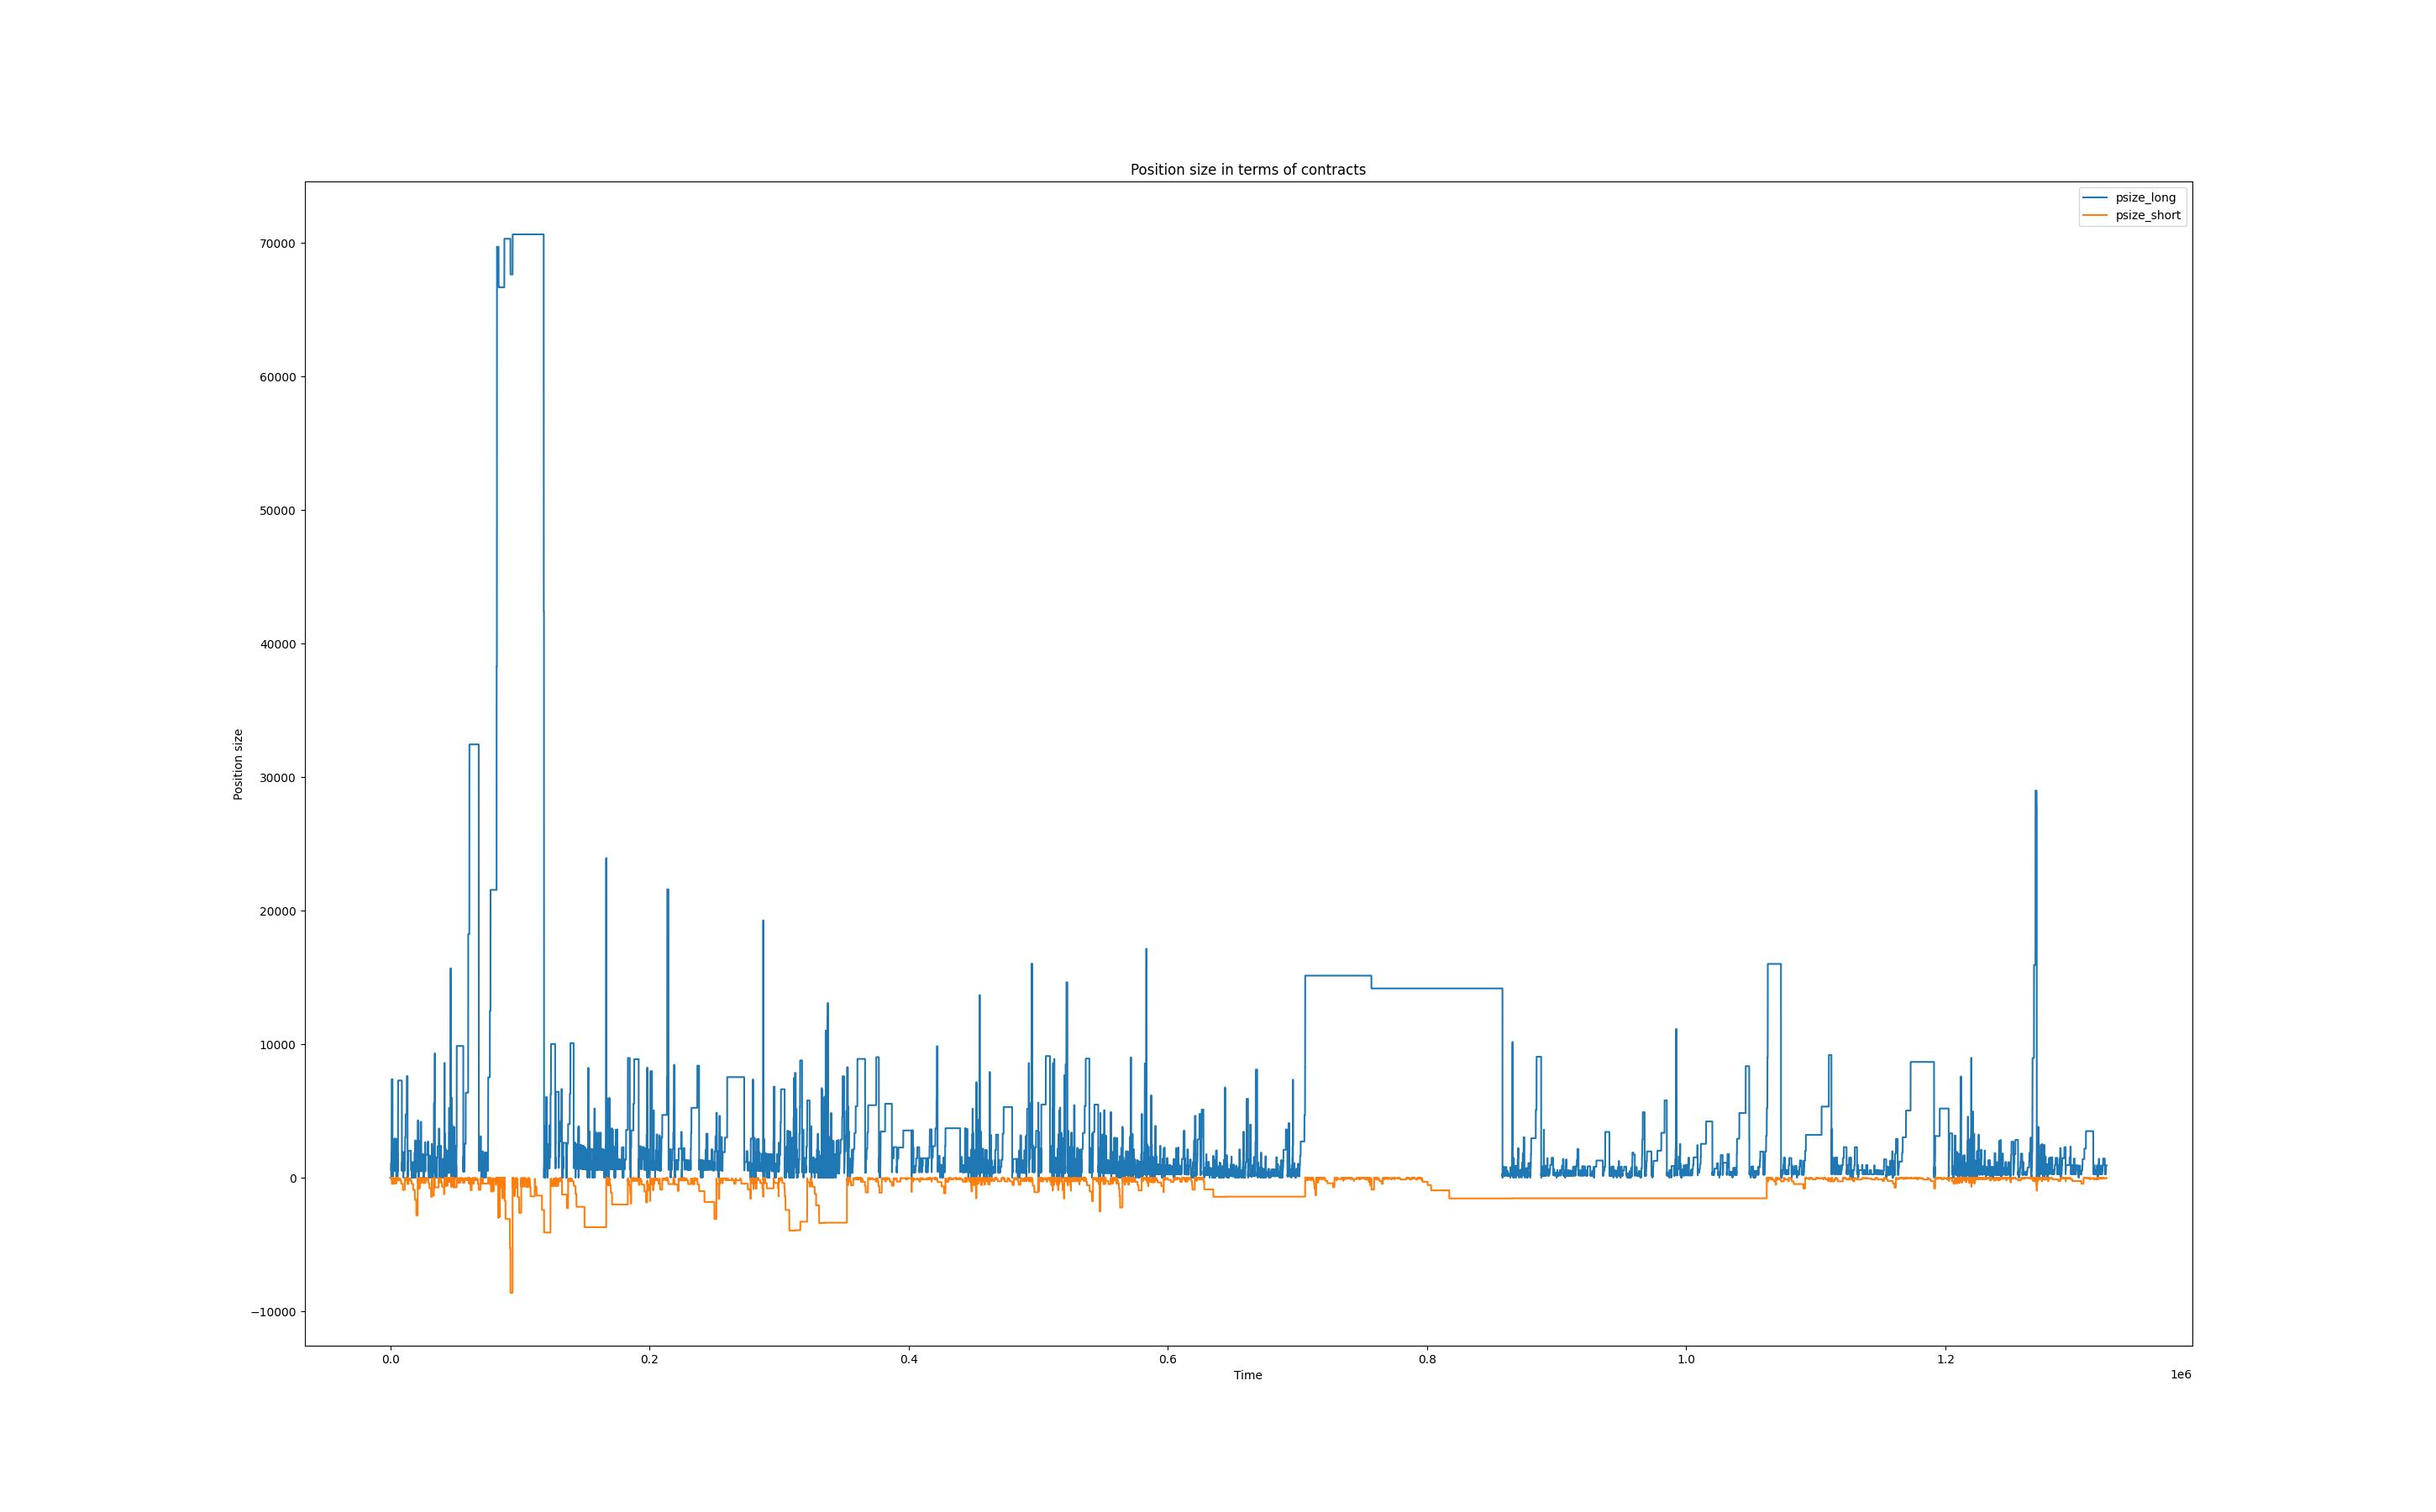 Position size in terms of contracts
psize_long
psize_short
70000
60000
50000
40000
30000
20000
10000
0
−10000
Position size
0.0 0.2 0.4 0.6 0.8 1.0 1.2
Time
1e6